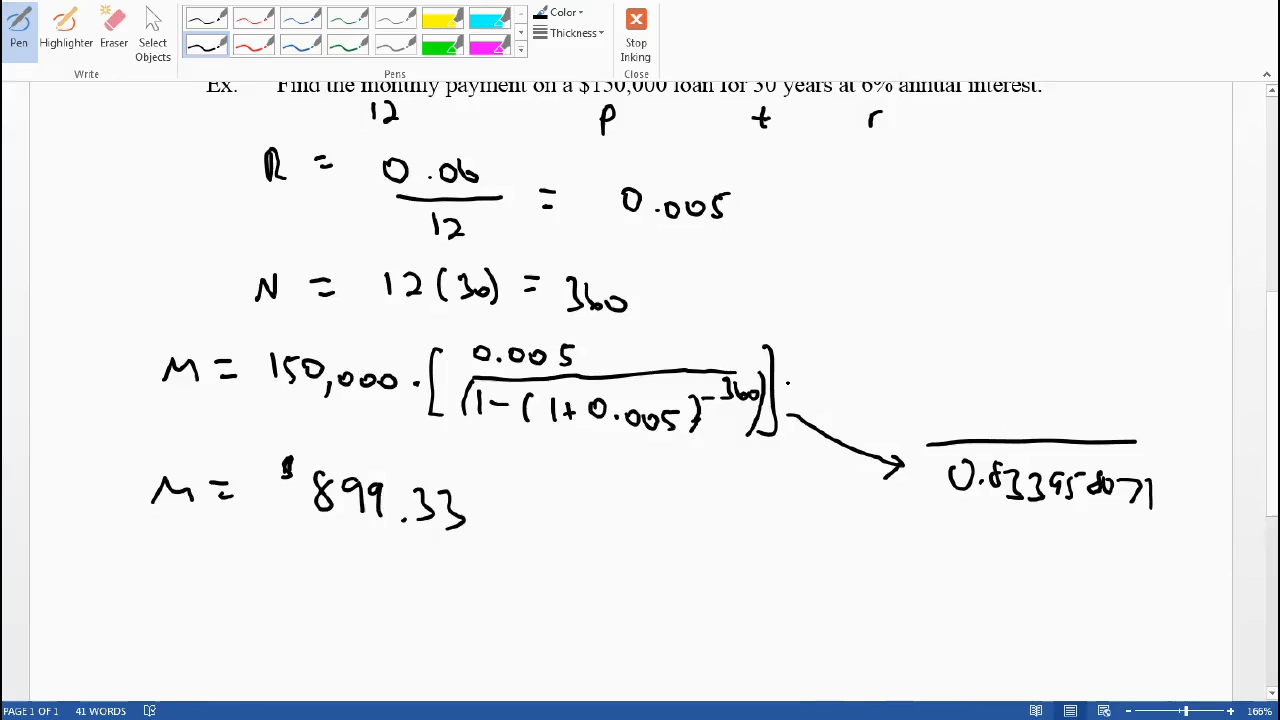 Pen
Highlighter
Eraser
Select Objects
Write
Pens
Color
Thickness
Stop Inking
Close
Ex. Find the monthly payment on a $150,000 loan for 30 years at 6% annual interest.
12 P t r
R = 0.06 / 12 = 0.005
N = 12(30) = 360
M = 150,000 · [ 0.005 / (1-(1+0.005)^-360) ]
0.833958071
M = $899.33
PAGE 1 OF 1 41 WORDS 166%